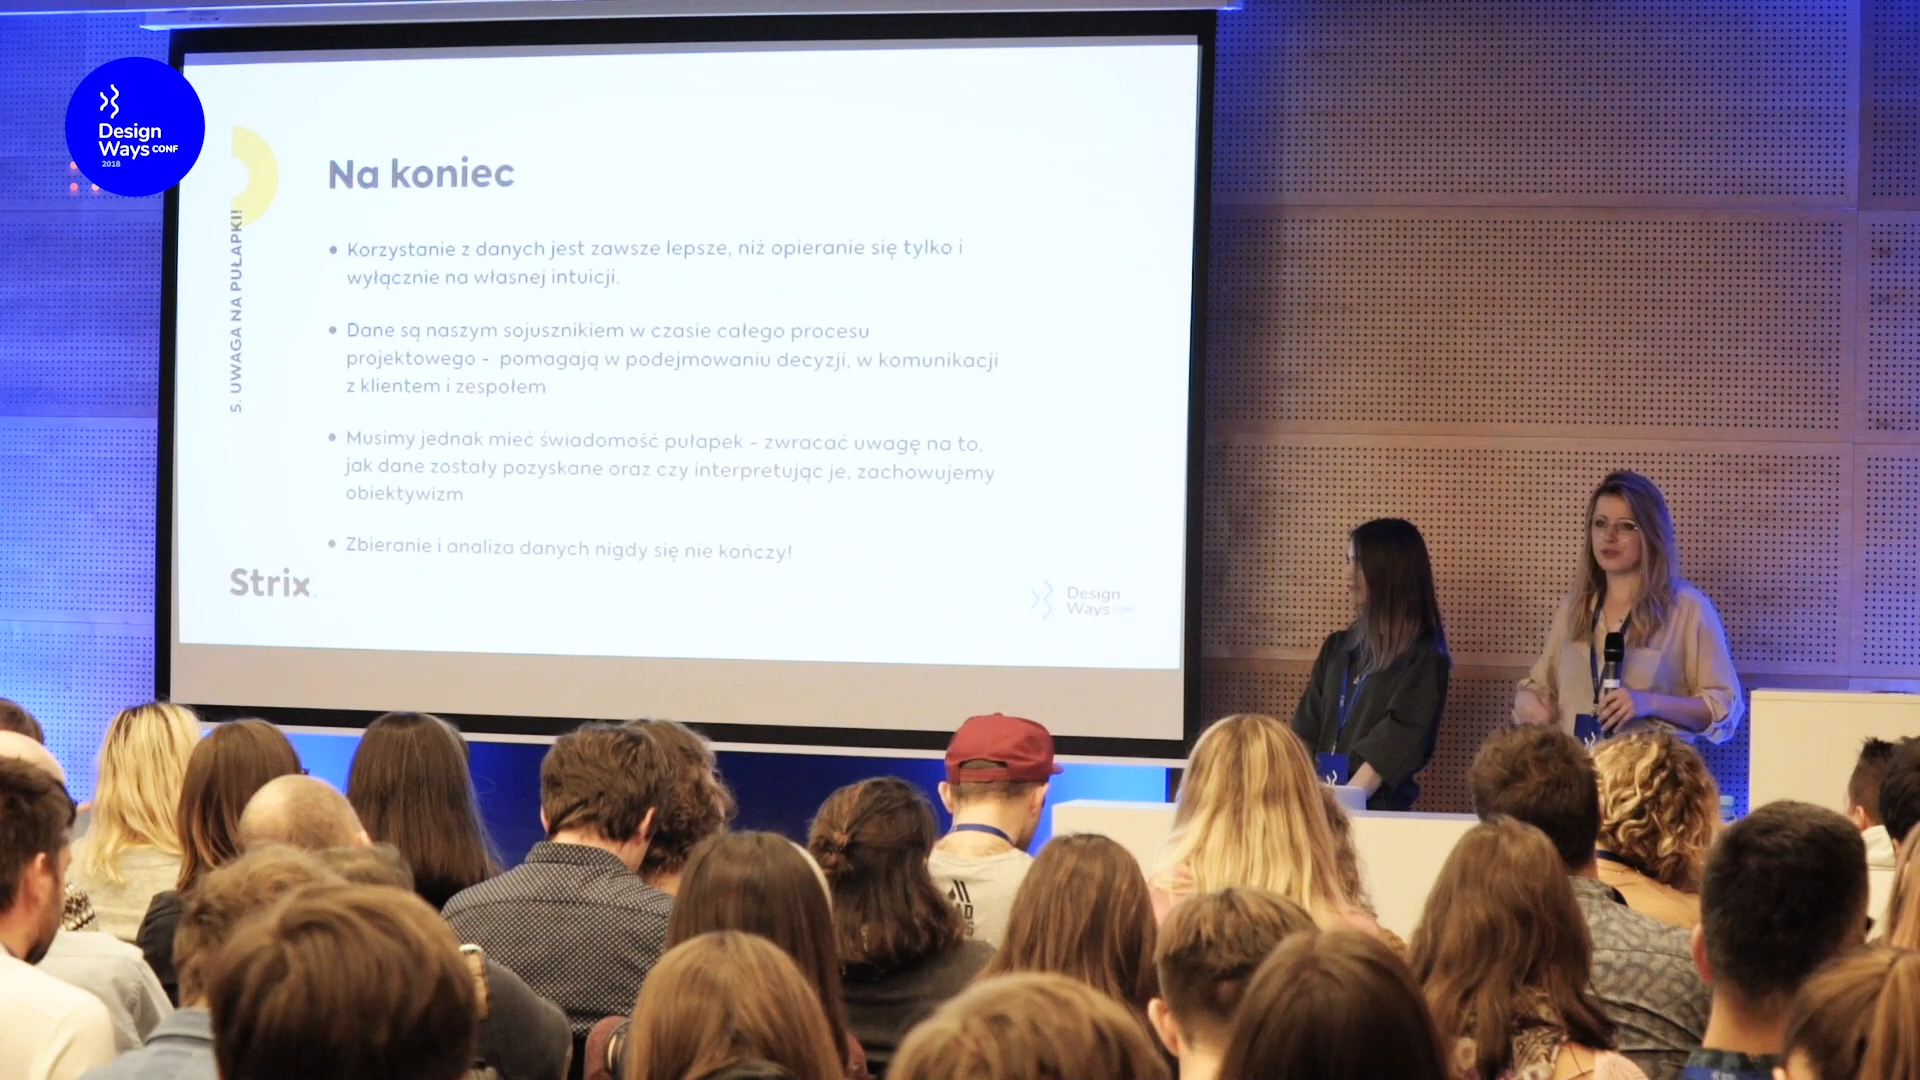 Design
Ways CONF
2018
5. UWAGA NA PUŁAPKI!
Na koniec
• Korzystanie z danych jest zawsze lepsze, niż opieranie się tylko i
wyłącznie na własnej intuicji.
• Dane są naszym sojusznikiem w czasie całego procesu
projektowego - pomagają w podejmowaniu decyzji, w komunikacji
z klientem i zespołem
• Musimy jednak mieć świadomość pułapek - zwracać uwagę na to,
jak dane zostały pozyskane oraz czy interpretując je, zachowujemy
obiektywizm
• Zbieranie i analiza danych nigdy się nie kończy!
Strix
Design
Ways